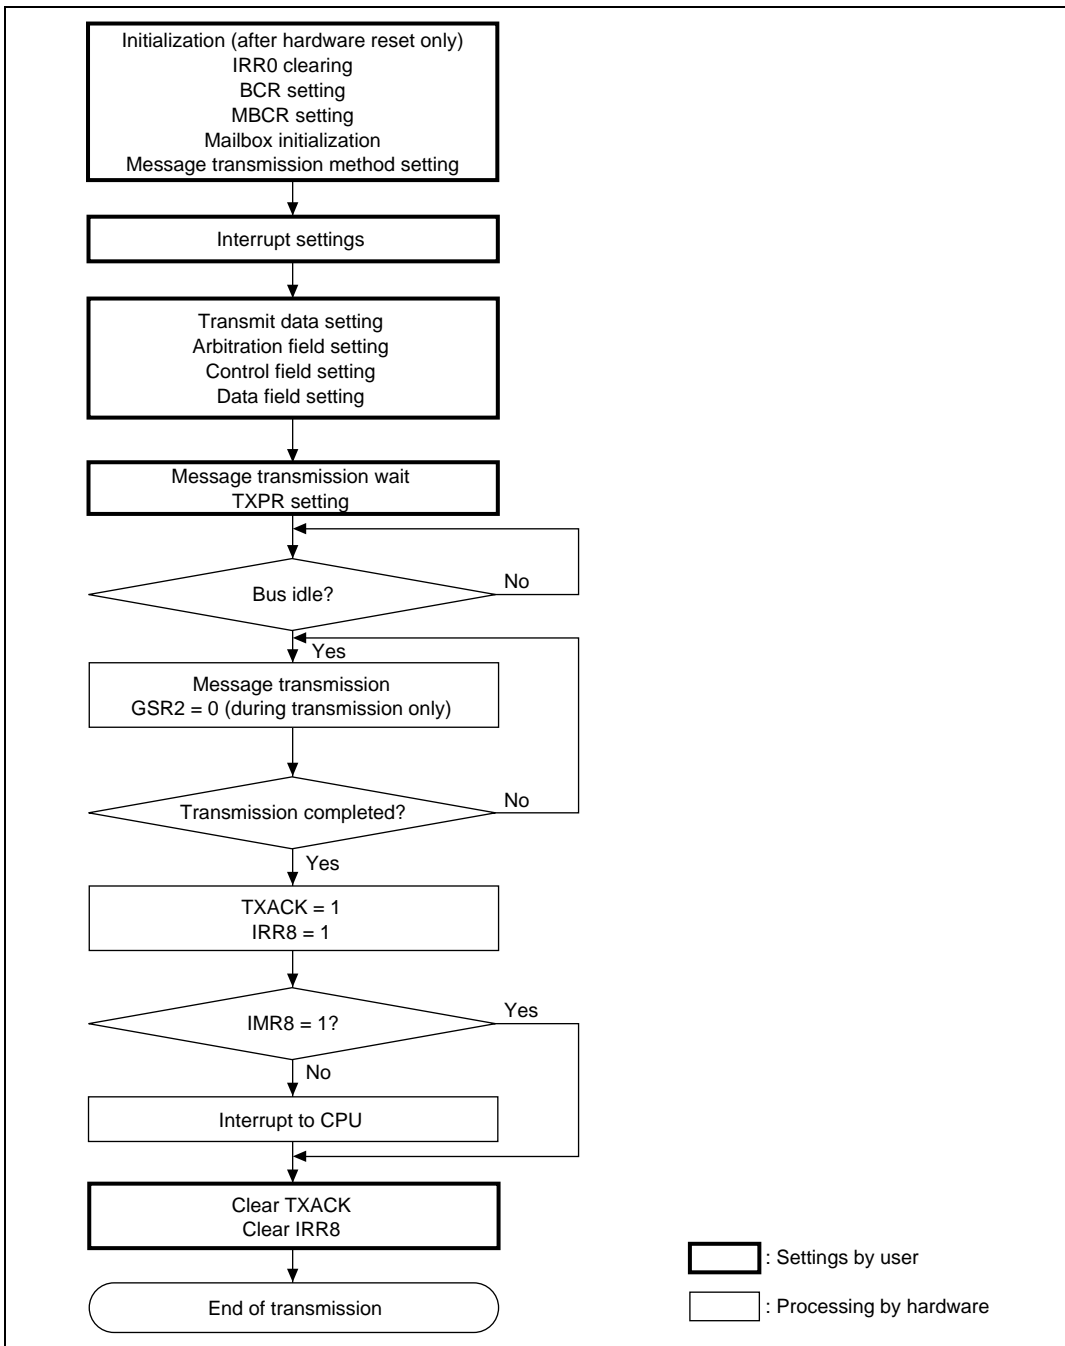 Initialization (after hardware reset only)
IRR0 clearing
BCR setting
MBCR setting
Mailbox initialization
Message transmission method setting
Interrupt settings
Transmit data setting
Arbitration field setting
Control field setting
Data field setting
Message transmission wait
TXPR setting
Bus idle?
No
Yes
Message transmission
GSR2 = 0 (during transmission only)
Transmission completed?
No
Yes
TXACK = 1
IRR8 = 1
IMR8 = 1?
Yes
No
Interrupt to CPU
Clear TXACK
Clear IRR8
End of transmission
: Settings by user
: Processing by hardware